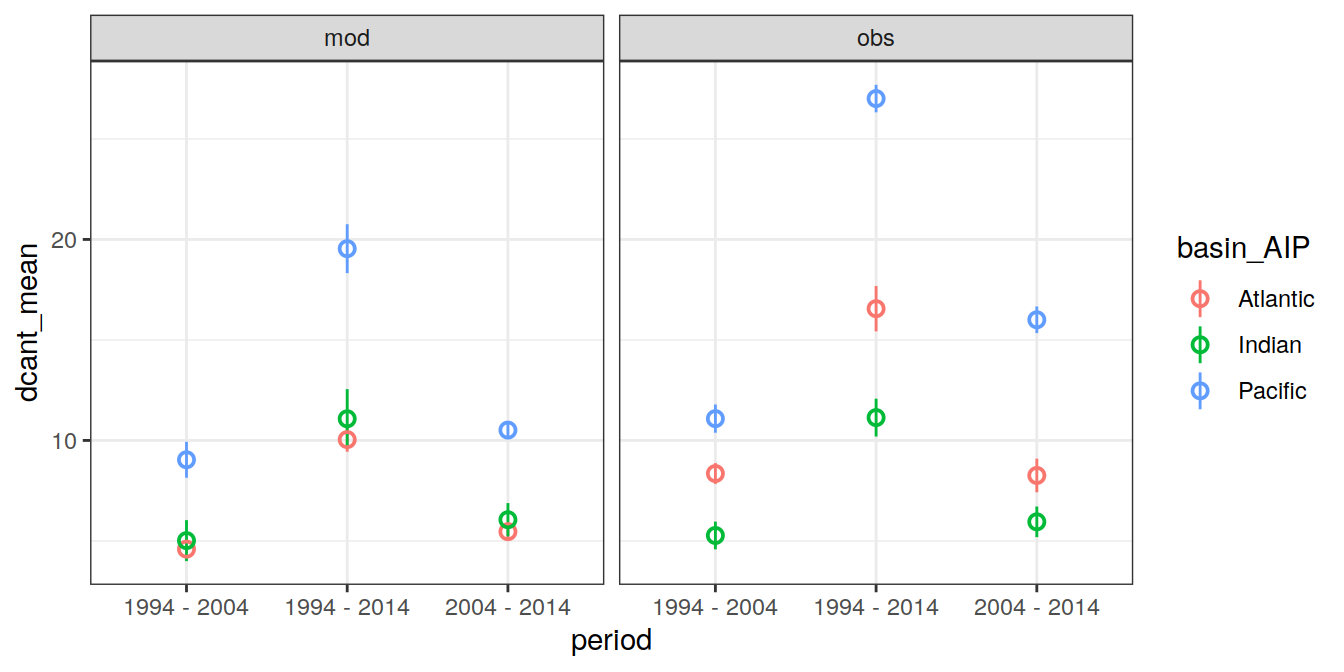 mod
obs
dcant_mean
20
10
1994 - 2004
1994 - 2014
2004 - 2014
1994 - 2004
1994 - 2014
2004 - 2014
period
basin_AIP
Atlantic
Indian
Pacific